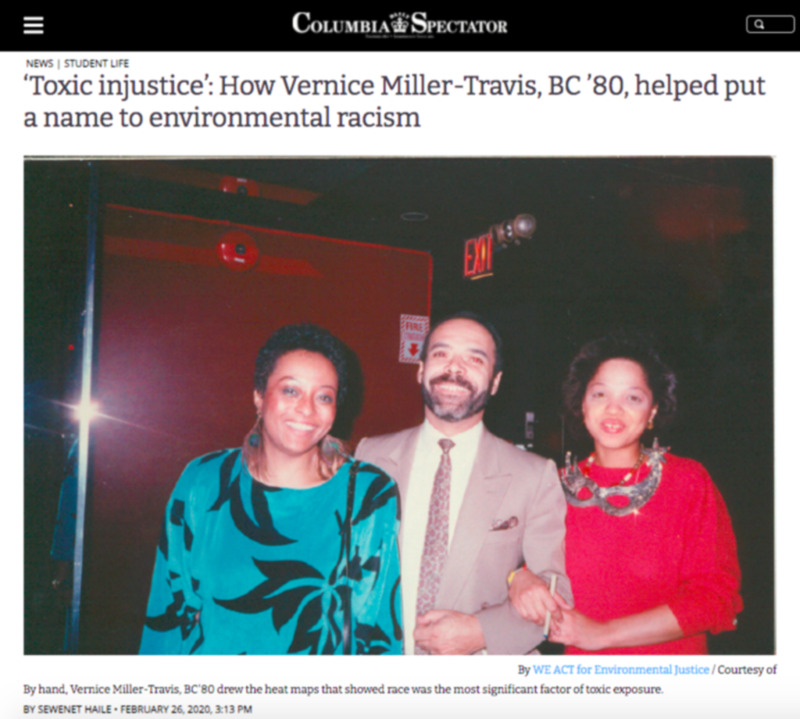 COLUMBIA SPECTATOR
NEWS | STUDENT LIFE
‘Toxic injustice’: How Vernice Miller-Travis, BC ’80, helped put
a name to environmental racism
EXIT
FIRE
By WE ACT for Environmental Justice / Courtesy of
By hand, Vernice Miller-Travis, BC'80 drew the heat maps that showed race was the most significant factor of toxic exposure.
BY SEWENET HAILE • FEBRUARY 26, 2020, 3:13 PM